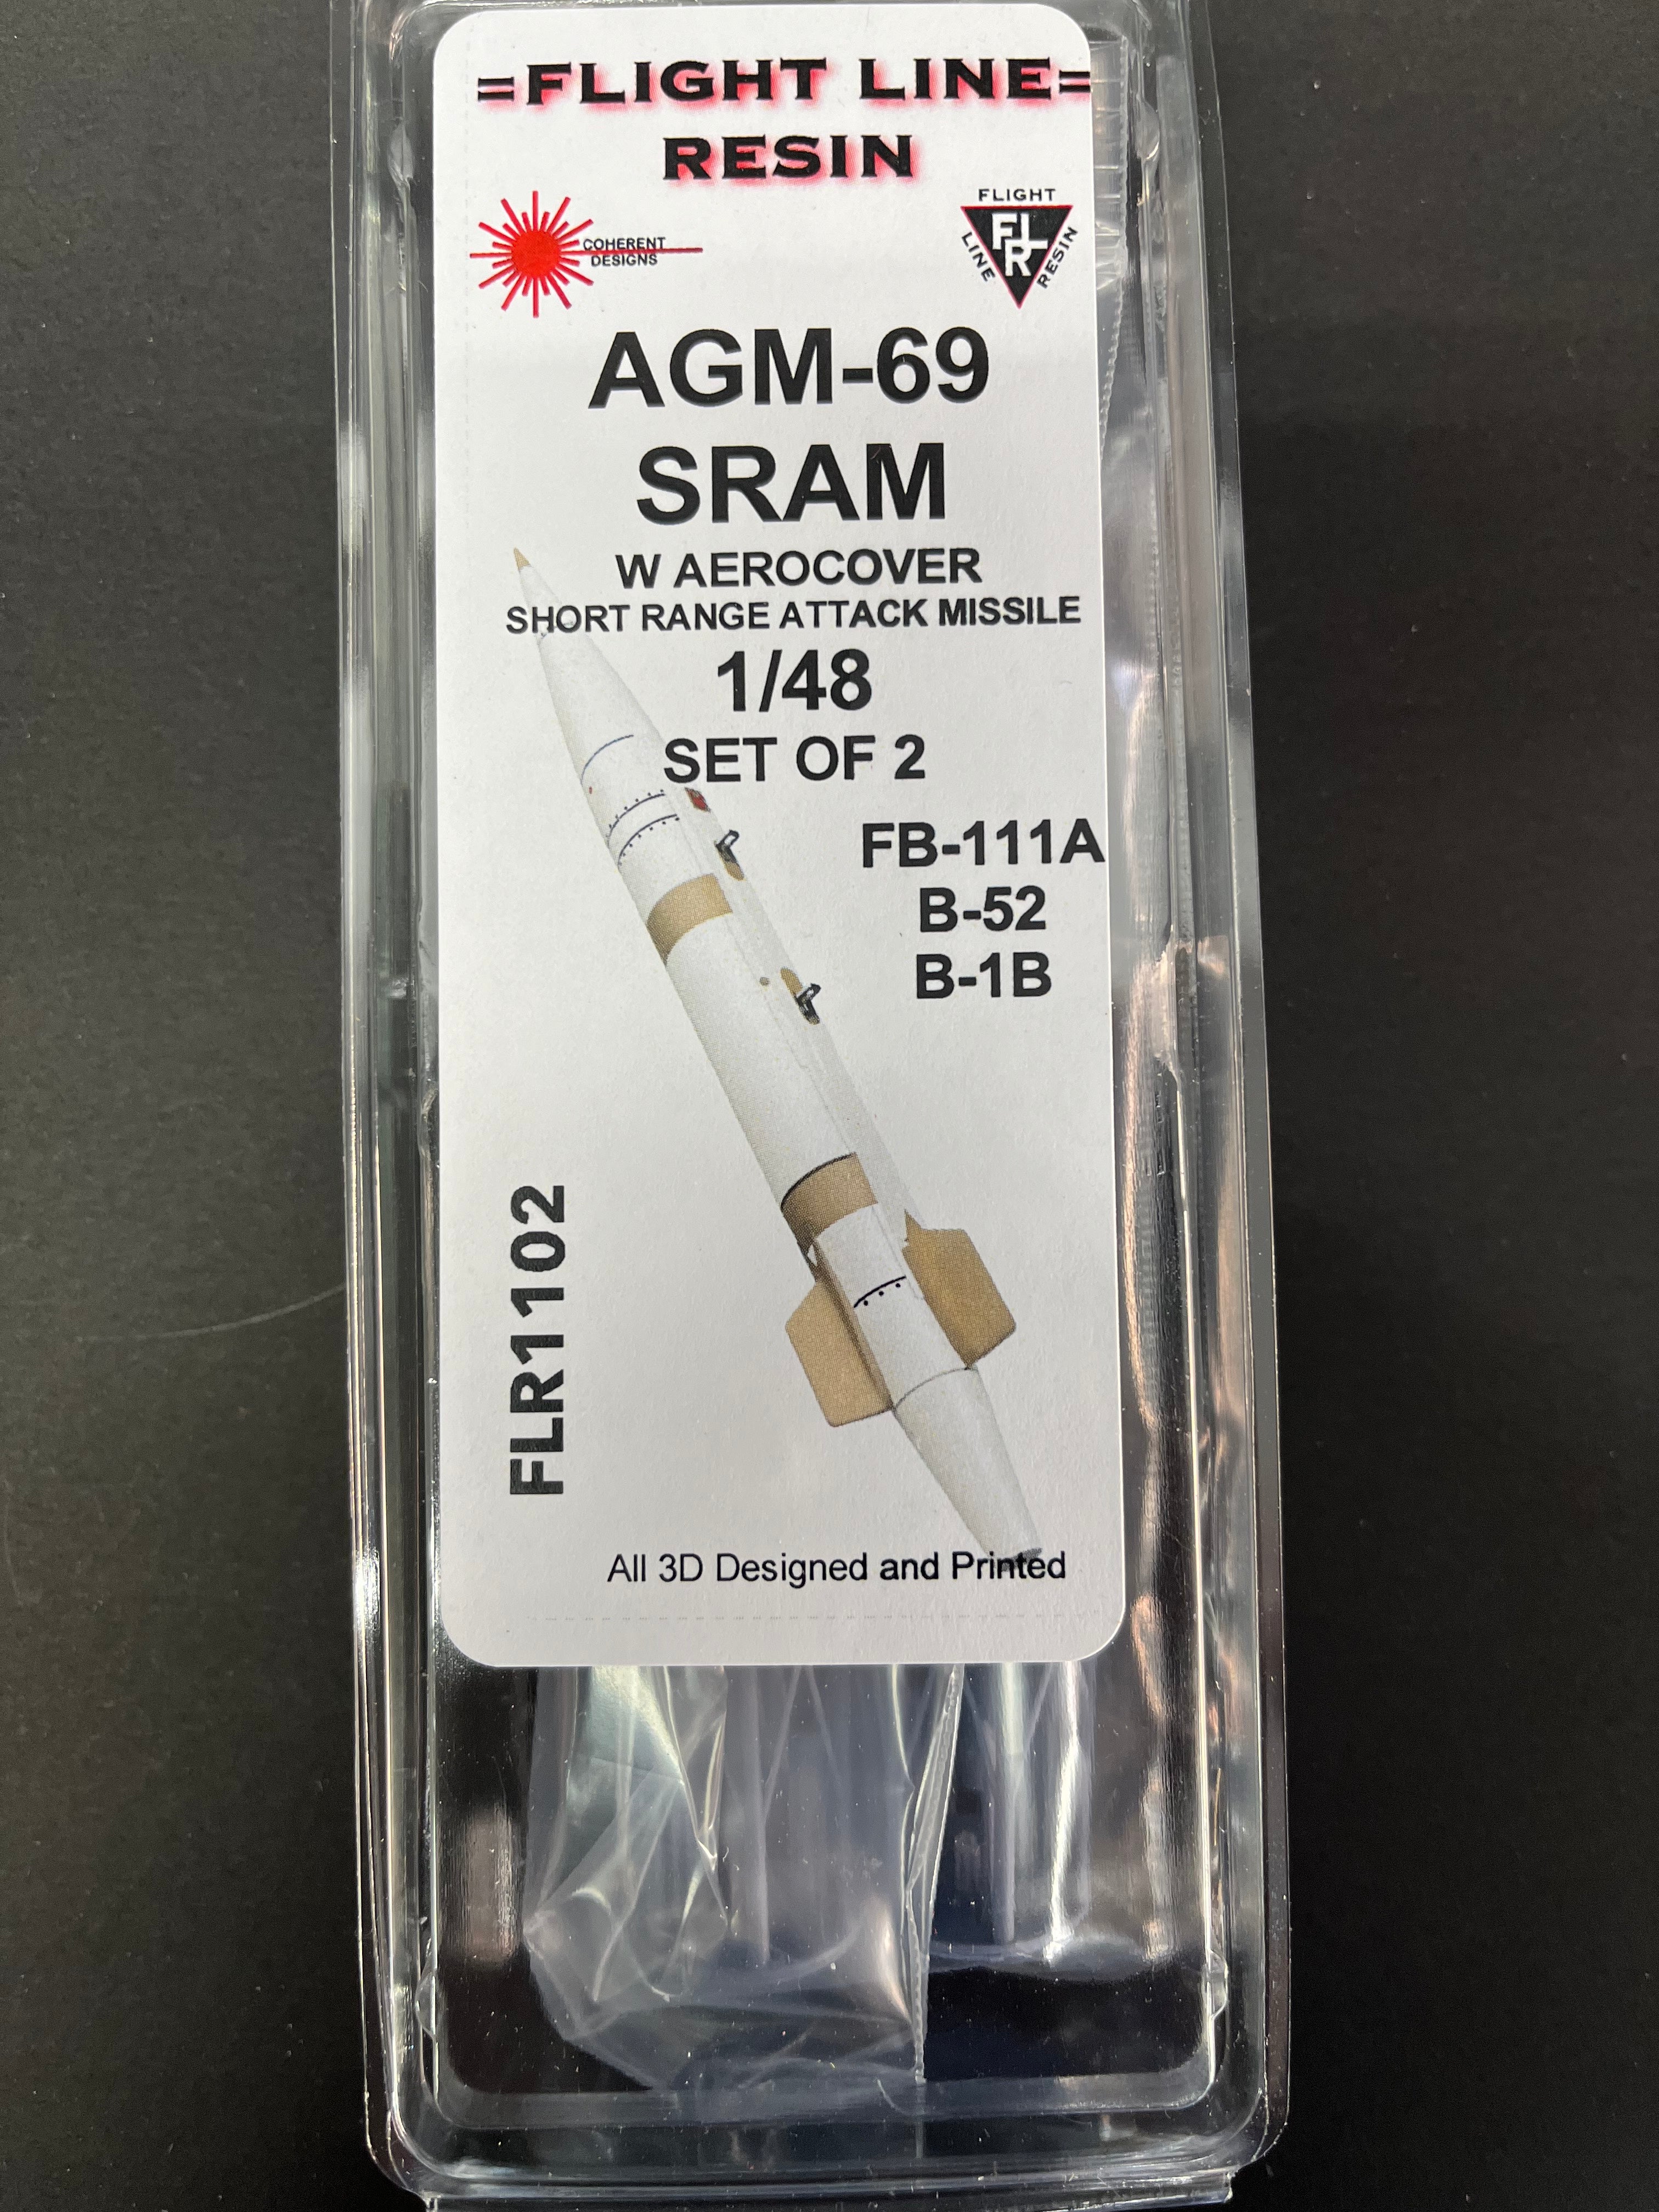 =FLIGHT LINE=
RESIN
COHERENT
DESIGNS
FLIGHT
LINE
RESIN
FLR
AGM-69
SRAM
W AEROCOVER
SHORT RANGE ATTACK MISSILE
1/48
SET OF 2
FB-111A
B-52
B-1B
FLR1102
All 3D Designed and Printed